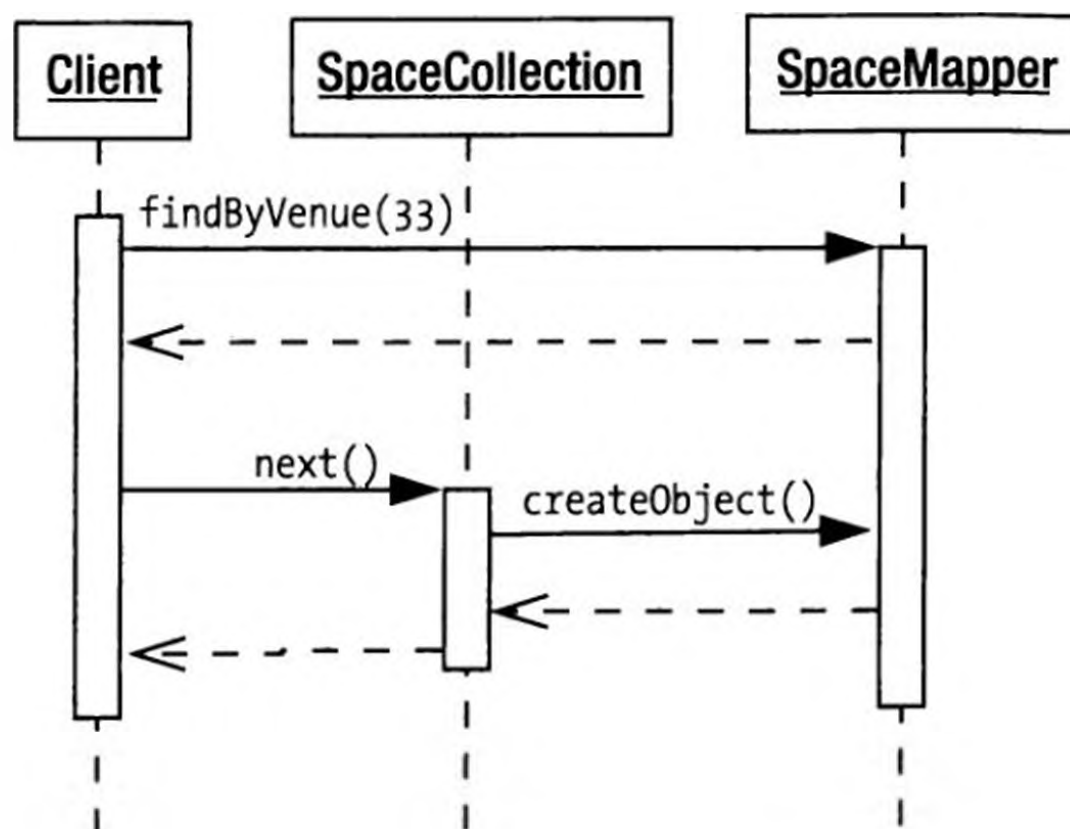 Client
SpaceCollection
SpaceMapper
findByVenue(33)
next()
createObject()